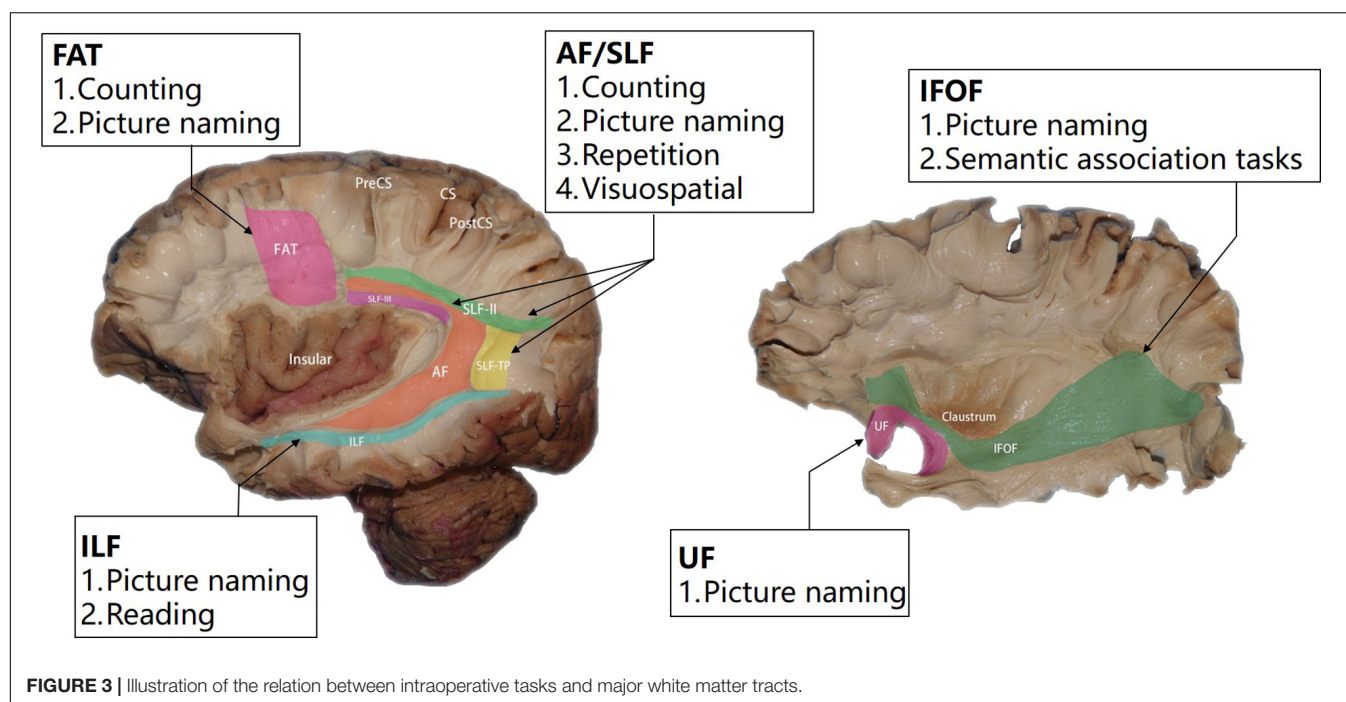 FAT
1.Counting
2.Picture naming
AF/SLF
1.Counting
2.Picture naming
3.Repetition
4.Visuospatial
IFOF
1.Picture naming
2.Semantic association tasks
PreCS
CS
PostCS
FAT
SLF-III
SLF-II
Insular
AF
SLF-TP
ILF
Claustrum
UF
IFOF
ILF
1.Picture naming
2.Reading
UF
1.Picture naming
FIGURE 3 | Illustration of the relation between intraoperative tasks and major white matter tracts.